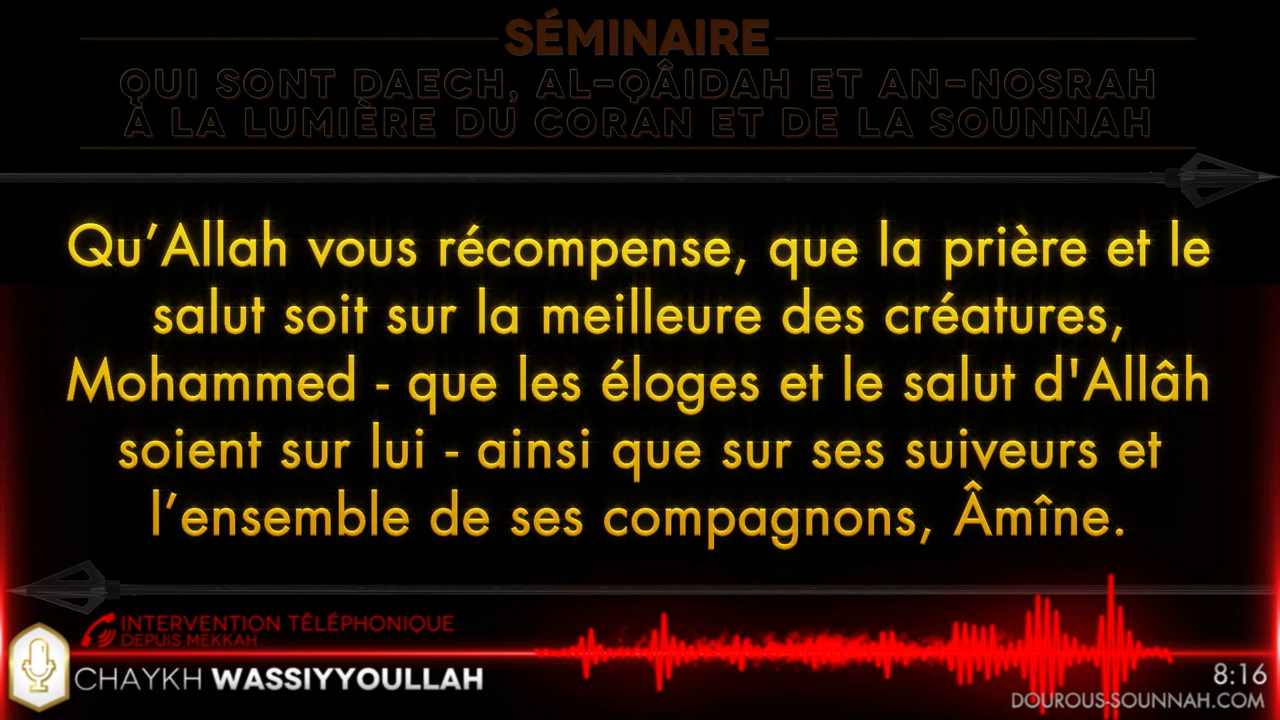 SÉMINAIRE
QUI SONT DAECH, AL-QÂIDAH ET AN-NOSRAH
À LA LUMIÈRE DU CORAN ET DE LA SOUNNAH
Qu’Allah vous récompense, que la prière et le
salut soit sur la meilleure des créatures,
Mohammed - que les éloges et le salut d'Allâh
soient sur lui - ainsi que sur ses suiveurs et
l’ensemble de ses compagnons, Âmîne.
INTERVENTION TÉLÉPHONIQUE
DEPUIS MEKKAH
CHAYKH WASSIYYOULLAH
8:16
DOUROUS-SOUNNAH.COM